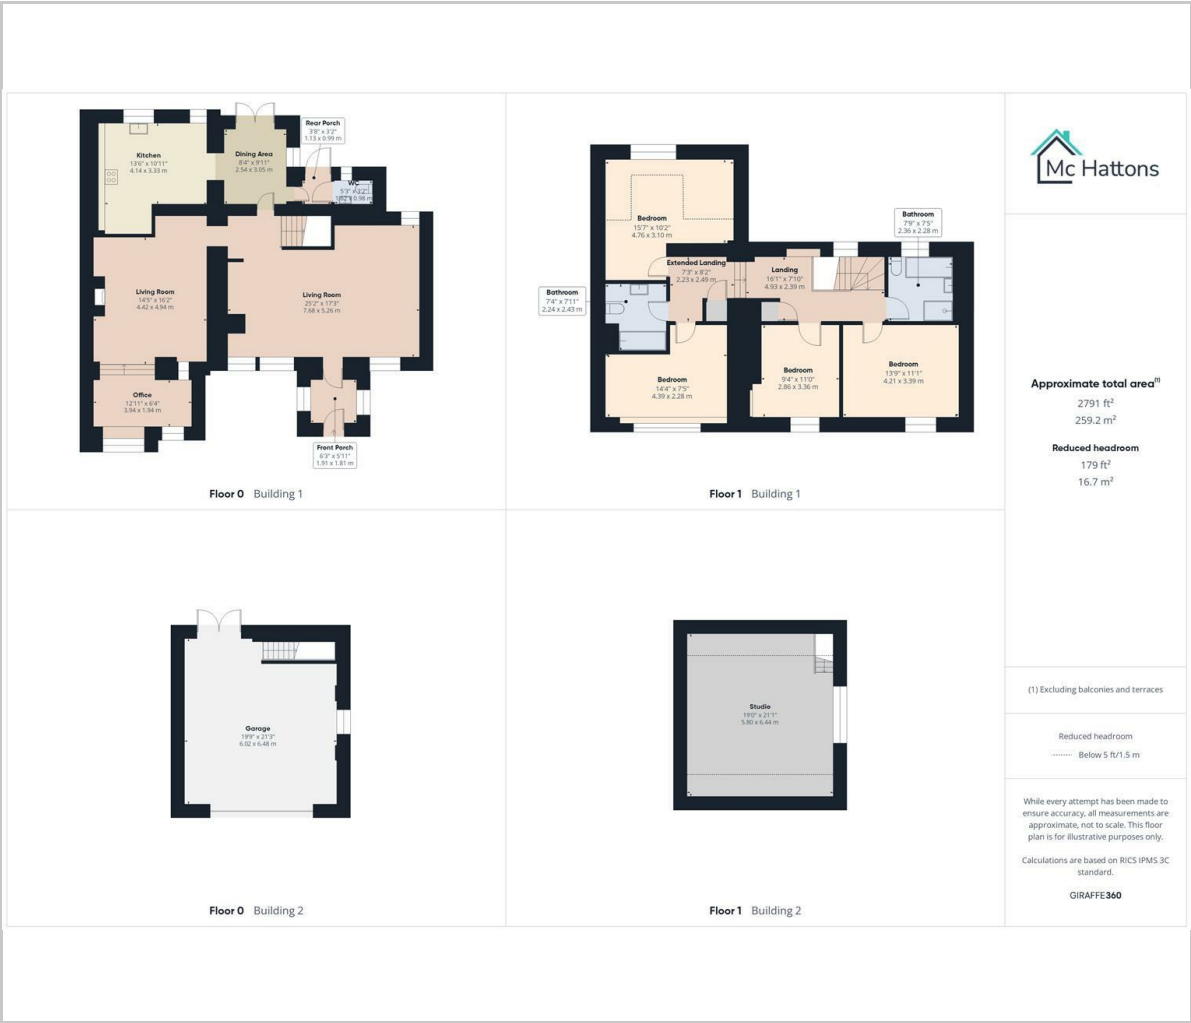 Kitchen
13'6" x 10'11"
4.14 x 3.33 m
Dining Area
8'4" x 9'11"
2.54 x 3.05 m
Rear Porch
3'8" x 3'2"
1.13 x 0.99 m
WC
5'3" x 3'2"
Living Room
14'5" x 16'2"
4.42 x 4.94 m
Living Room
25'2" x 17'3"
7.68 x 5.26 m
Office
12'11" x 6'4"
3.94 x 1.94 m
Front Porch
6'3" x 5'11"
1.91 x 1.81 m
Floor 0 Building 1
Bedroom
15'7" x 10'2"
4.76 x 3.10 m
Extended Landing
7'3" x 8'2"
2.23 x 2.49 m
Landing
16'1" x 7'10"
4.93 x 2.39 m
Bathroom
7'9" x 7'5"
2.36 x 2.28 m
Bathroom
7'4" x 7'11"
2.24 x 2.43 m
Bedroom
14'4" x 7'5"
4.39 x 2.28 m
Bedroom
9'4" x 11'0"
2.86 x 3.36 m
Bedroom
13'9" x 11'1"
4.21 x 3.39 m
Floor 1 Building 1
Garage
19'9" x 21'3"
6.02 x 6.48 m
Floor 0 Building 2
Studio
19'0" x 21'1"
5.80 x 6.44 m
Floor 1 Building 2
Mc Hattons
Approximate total area(1)
2791 ft²
259.2 m²
Reduced headroom
179 ft²
16.7 m²
(1) Excluding balconies and terraces
Reduced headroom
Below 5 ft/1.5 m
While every attempt has been made to
ensure accuracy, all measurements are
approximate, not to scale. This floor
plan is for illustrative purposes only.
Calculations are based on RICS IPMS 3C
standard.
GIRAFFE360